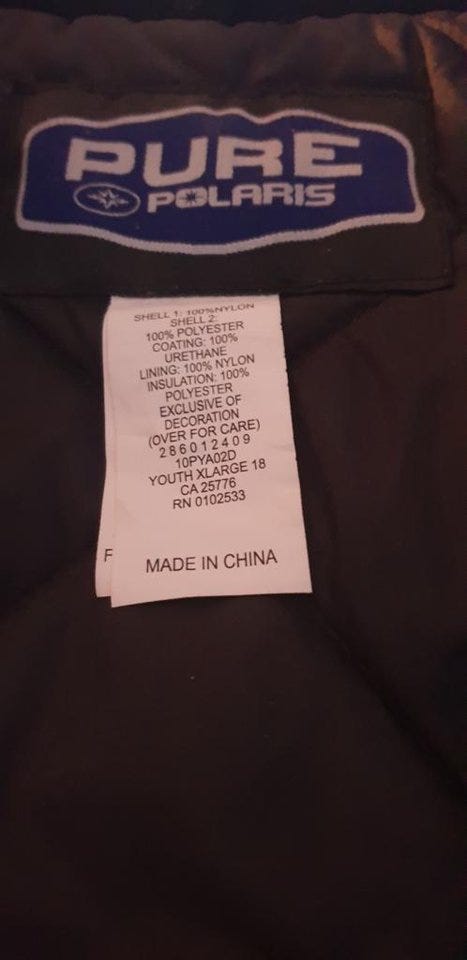 PURE
POLARIS
SHELL 1: 100%NYLON
SHELL 2:
100% POLYESTER
COATING: 100%
URETHANE
LINING: 100% NYLON
INSULATION: 100%
POLYESTER
EXCLUSIVE OF
DECORATION
(OVER FOR CARE)
286012409
10PYA02D
YOUTH XLARGE 18
CA 25776
RN 0102533
F
MADE IN CHINA